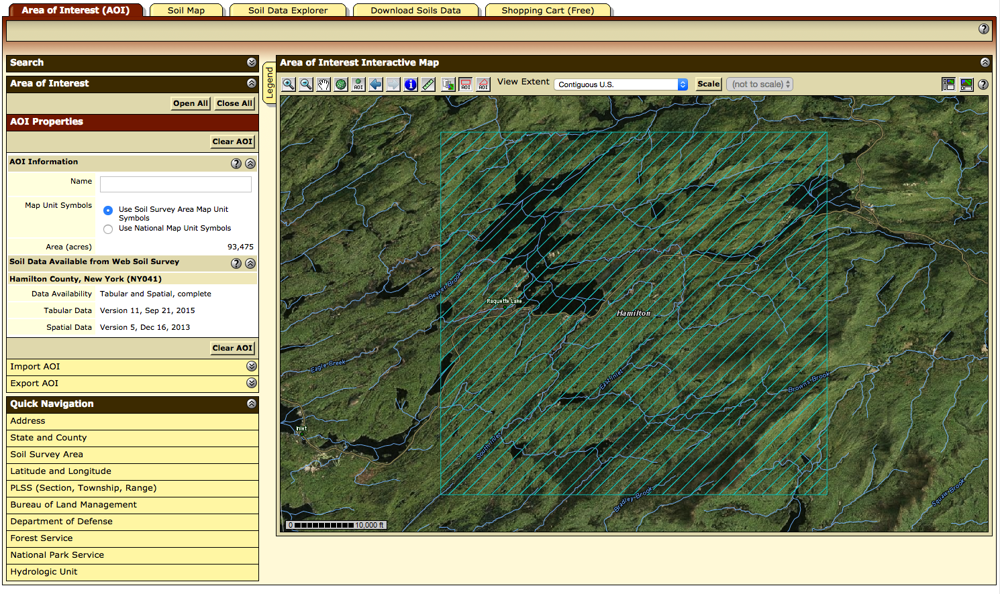 Area of Interest (AOI)
Soil Map
Soil Data Explorer
Download Soils Data
Shopping Cart (Free)
Search
Area of Interest
Open All
Close All
AOI Properties
Clear AOI
AOI Information
Name
Map Unit Symbols
Use Soil Survey Area Map Unit
Symbols
Use National Map Unit Symbols
Area (acres)
93,475
Soil Data Available from Web Soil Survey
Hamilton County, New York (NY041)
Data Availability
Tabular and Spatial, complete
Tabular Data
Version 11, Sep 21, 2015
Spatial Data
Version 5, Dec 16, 2013
Clear AOI
Import AOI
Export AOI
Quick Navigation
Address
State and County
Soil Survey Area
Latitude and Longitude
PLSS (Section, Township, Range)
Bureau of Land Management
Department of Defense
Forest Service
National Park Service
Hydrologic Unit
Legend
Area of Interest Interactive Map
AOI
AOI
AOI
View Extent
Contiguous U.S.
Scale
(not to scale)
Beaver Brook
Raquette Lake
Hamilton
Eagle Creek
East Inlet
Browns Brook
Inlet
South Inlet
Bradley Brook
Squaw Brook
0
10,000 ft